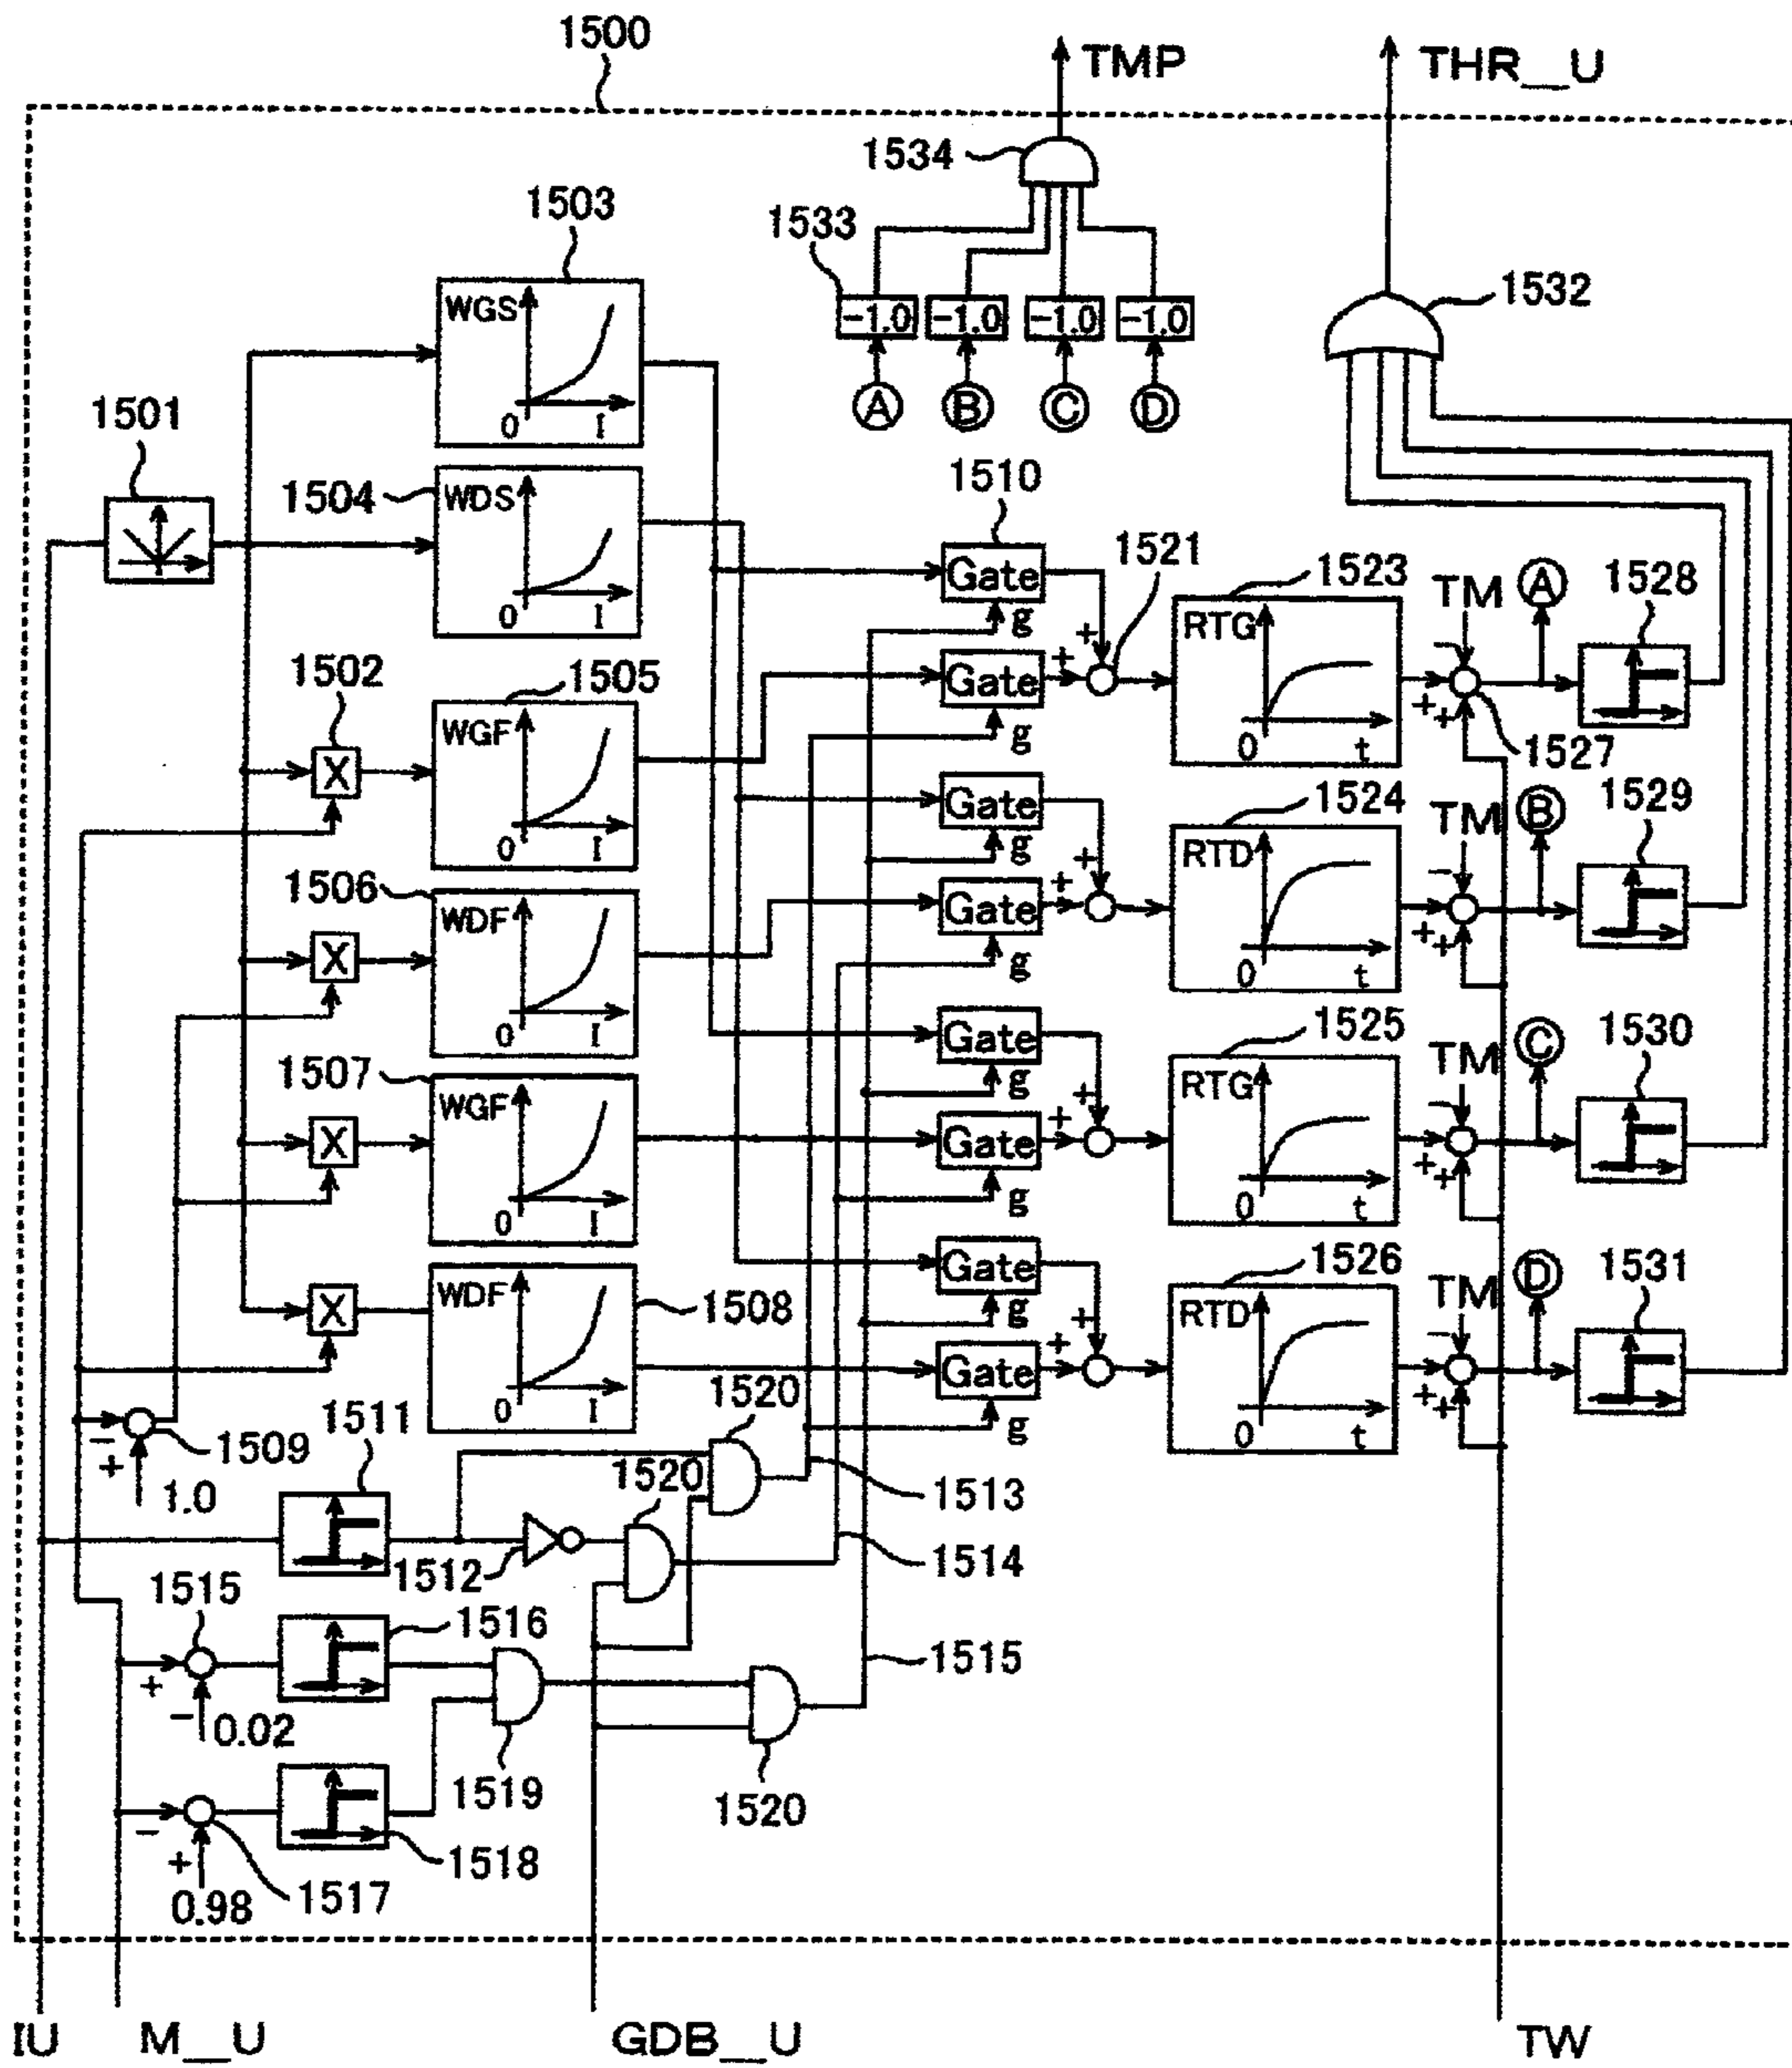 1500
TMP
THR__U
1534
1503
1533
WGS
0
I
-1.0
-1.0
-1.0
-1.0
1532
A
B
C
D
1501
1504
WDS
0
I
1510
Gate
g
1521
1523
RTG
0
t
TM
-
+
+
A
1528
1502
X
1505
WGF
0
I
Gate
g
+
+
1527
Gate
g
1524
RTD
0
t
TM
-
+
+
B
1529
1506
X
WDF
0
I
Gate
g
+
+
1507
X
WGF
0
I
Gate
g
1525
RTG
0
t
TM
-
+
+
C
1530
Gate
g
+
+
X
WDF
0
I
1508
Gate
g
1526
RTD
0
t
TM
-
+
+
D
1531
Gate
g
+
+
1520
-
+
1509
1.0
1511
1520
1513
1512
1514
1515
1516
+
-
0.02
1515
1519
1520
-
+
0.98
1517
1518
IU
M__U
GDB__U
TW